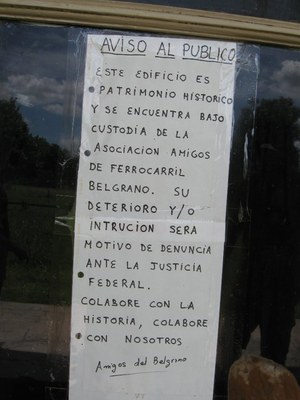 AVISO AL PUBLICO
ESTE EDIFICIO ES
PATRIMONIO HISTORICO
Y SE ENCUENTRA BAJO
CUSTODIA DE LA
ASOCIACION AMIGOS
DE FERROCARRIL
BELGRANO. SU
DETERIORO Y/O
INTRUCION SERA
MOTIVO DE DENUNCIA
ANTE LA JUSTICIA
FEDERAL.
COLABORE CON LA
HISTORIA, COLABORE
CON NOSOTROS
Amigos del Belgrano